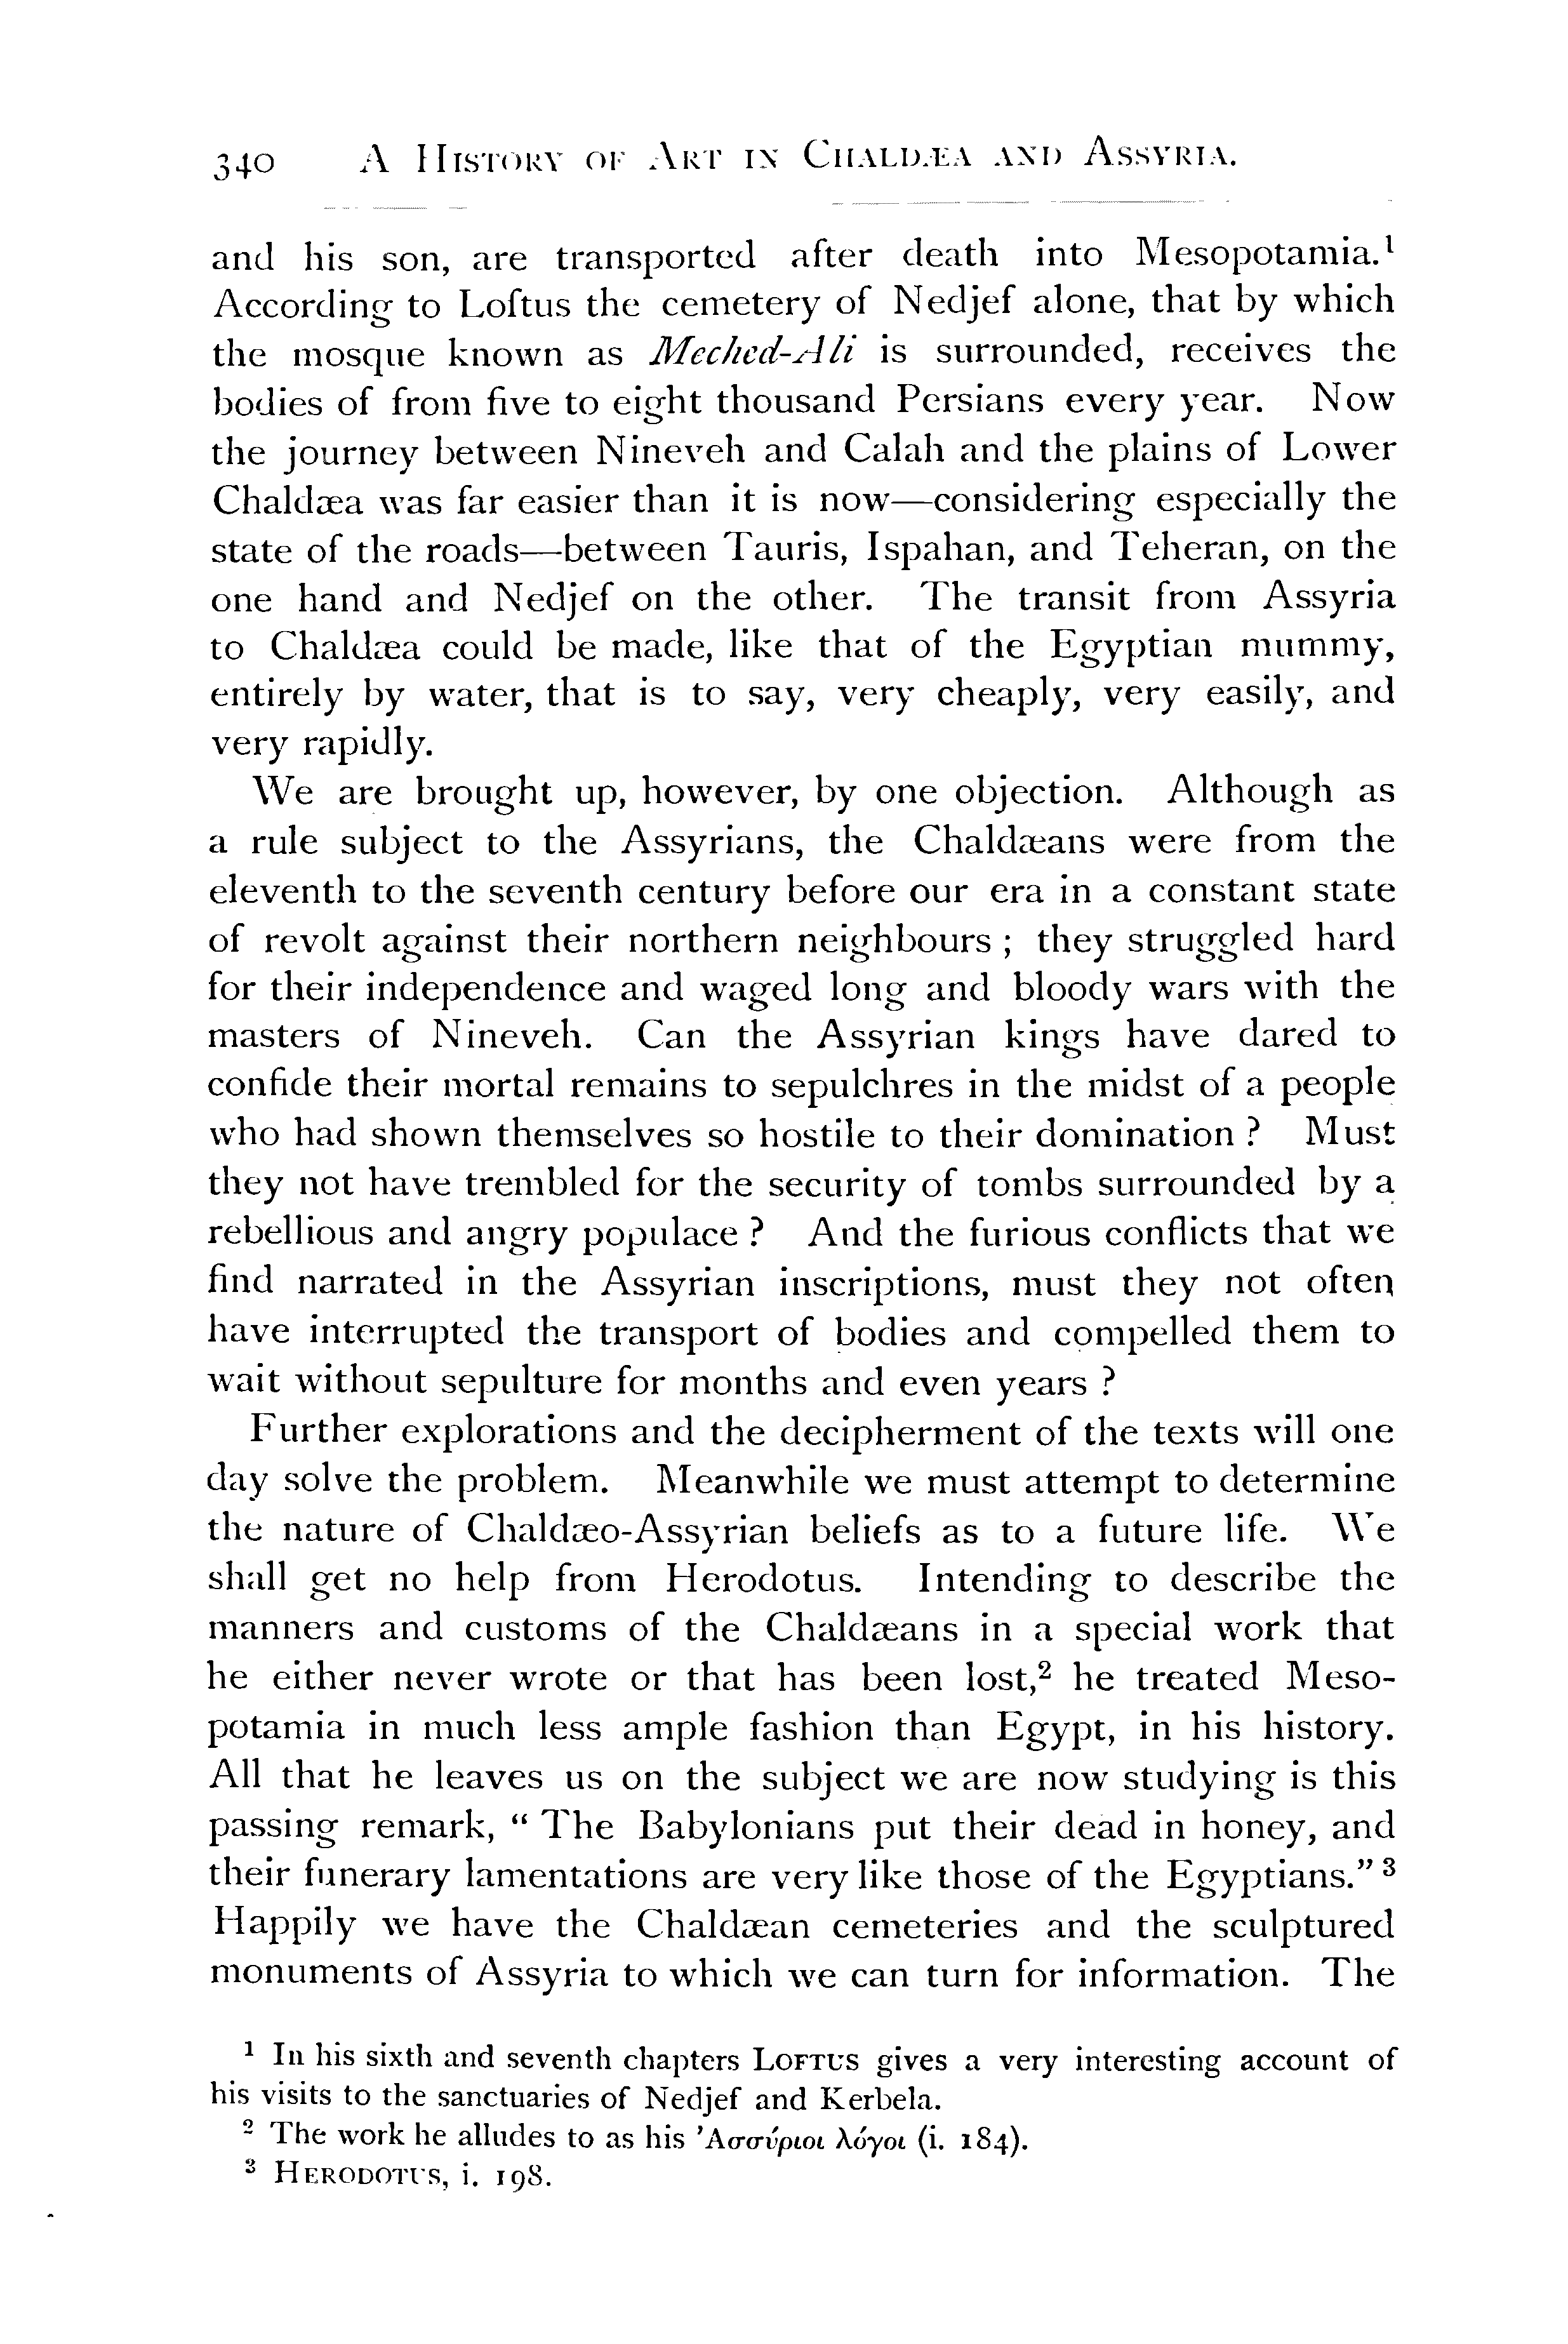 340 A History of Art in Chaldæa and Assyria.
and his son, are transported after death into Mesopotamia.¹
According to Loftus the cemetery of Nedjef alone, that by which
the mosque known as Meched-Ali is surrounded, receives the
bodies of from five to eight thousand Persians every year. Now
the journey between Nineveh and Calah and the plains of Lower
Chaldæa was far easier than it is now—considering especially the
state of the roads—between Tauris, Ispahan, and Teheran, on the
one hand and Nedjef on the other. The transit from Assyria
to Chaldæa could be made, like that of the Egyptian mummy,
entirely by water, that is to say, very cheaply, very easily, and
very rapidly.
We are brought up, however, by one objection. Although as
a rule subject to the Assyrians, the Chaldæans were from the
eleventh to the seventh century before our era in a constant state
of revolt against their northern neighbours ; they struggled hard
for their independence and waged long and bloody wars with the
masters of Nineveh. Can the Assyrian kings have dared to
confide their mortal remains to sepulchres in the midst of a people
who had shown themselves so hostile to their domination ? Must
they not have trembled for the security of tombs surrounded by a
rebellious and angry populace ? And the furious conflicts that we
find narrated in the Assyrian inscriptions, must they not often
have interrupted the transport of bodies and compelled them to
wait without sepulture for months and even years ?
Further explorations and the decipherment of the texts will one
day solve the problem. Meanwhile we must attempt to determine
the nature of Chaldæo-Assyrian beliefs as to a future life. We
shall get no help from Herodotus. Intending to describe the
manners and customs of the Chaldæans in a special work that
he either never wrote or that has been lost,² he treated Meso-
potamia in much less ample fashion than Egypt, in his history.
All that he leaves us on the subject we are now studying is this
passing remark, “ The Babylonians put their dead in honey, and
their funerary lamentations are very like those of the Egyptians.” ³
Happily we have the Chaldæan cemeteries and the sculptured
monuments of Assyria to which we can turn for information. The
¹ In his sixth and seventh chapters Loftus gives a very interesting account of
his visits to the sanctuaries of Nedjef and Kerbela.
² The work he alludes to as his ’Ασσύριοι λόγοι (i. 184).
³ Herodotus, i. 198.